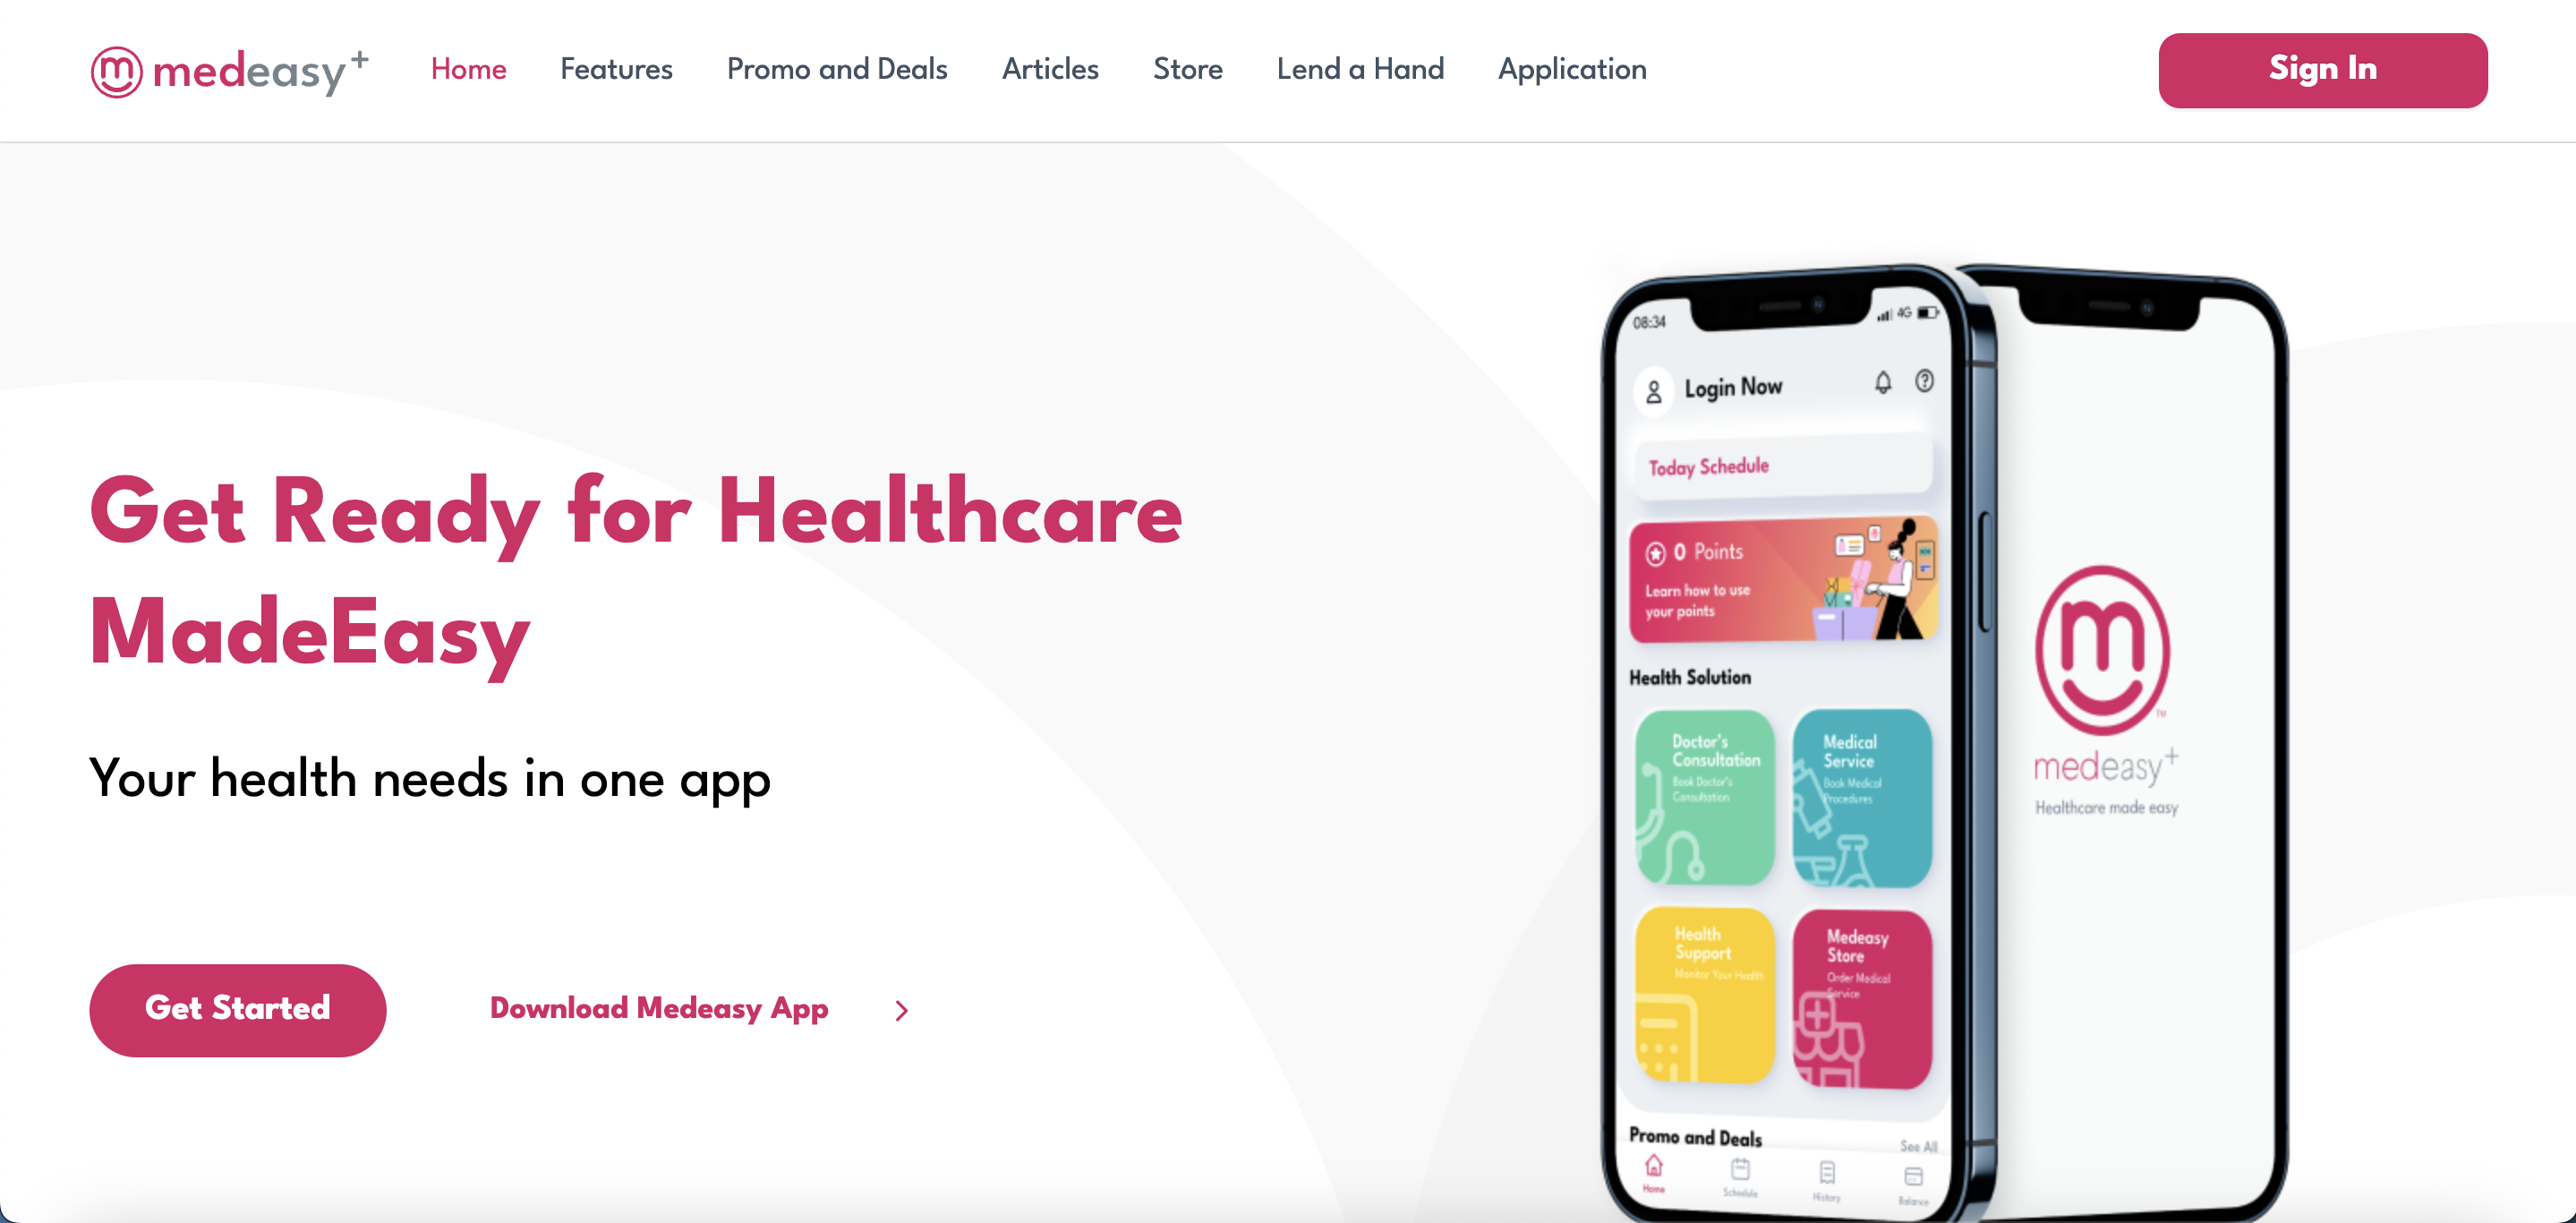 medeasy+
Home
Features
Promo and Deals
Articles
Store
Lend a Hand
Application
Sign In
Get Ready for Healthcare
MadeEasy
Your health needs in one app
Get Started
Download Medeasy App
08:34
4G
Login Now
Today Schedule
0 Points
Learn how to use
your points
Health Solution
Doctor's
Consultation
Book Doctor's
Consultation
Medical
Service
Book Medical
Procedures
Health
Support
Monitor Your Health
Medeasy
Store
Order Medical
Service
Promo and Deals
See All
Home
Schedule
History
Balance
m
TM
medeasy+
Healthcare made easy